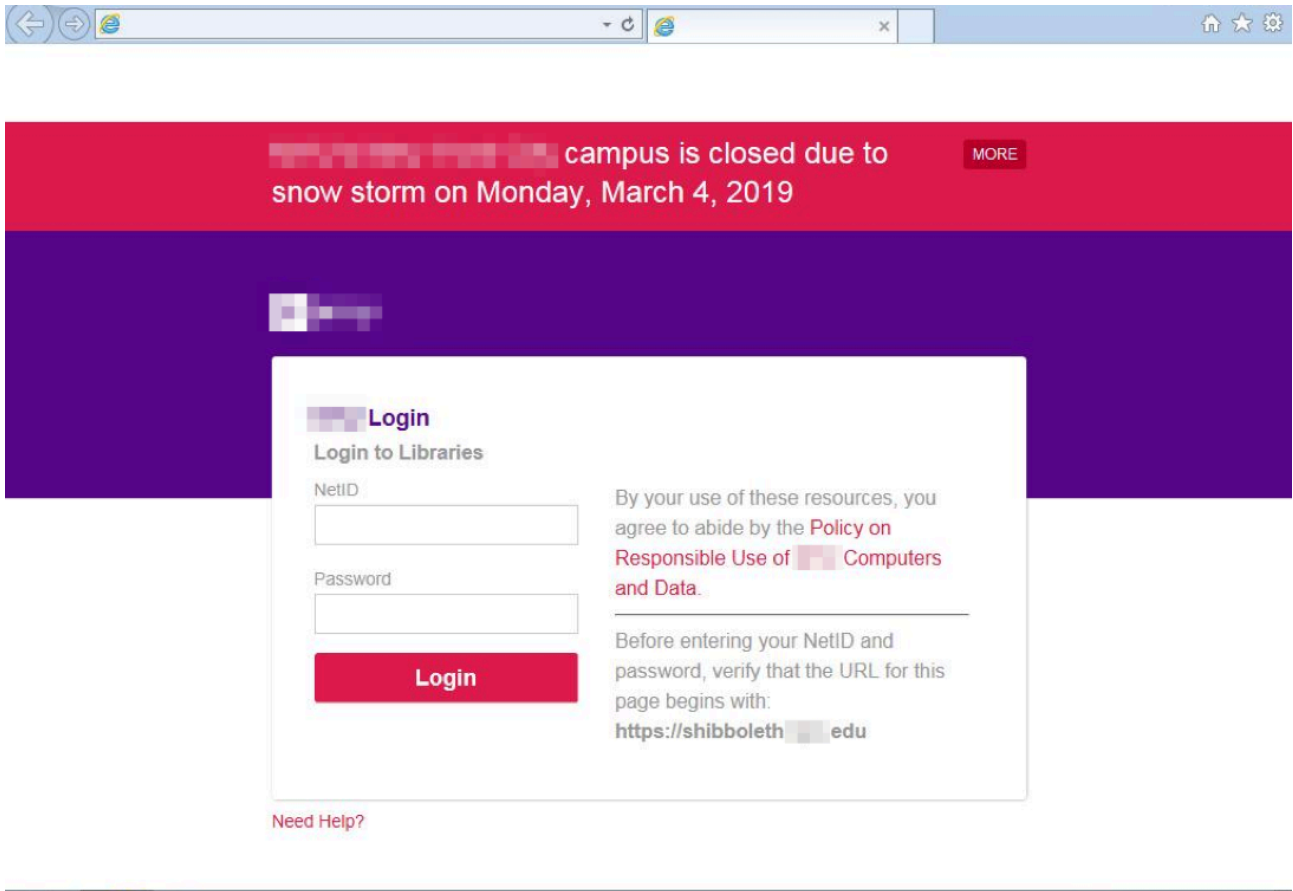 campus is closed due to
MORE
snow storm on Monday, March 4, 2019
Login
Login to Libraries
NetID
Password
Login
By your use of these resources, you
agree to abide by the Policy on
Responsible Use of Computers
and Data.
Before entering your NetID and
password, verify that the URL for this
page begins with:
https://shibboleth edu
Need Help?